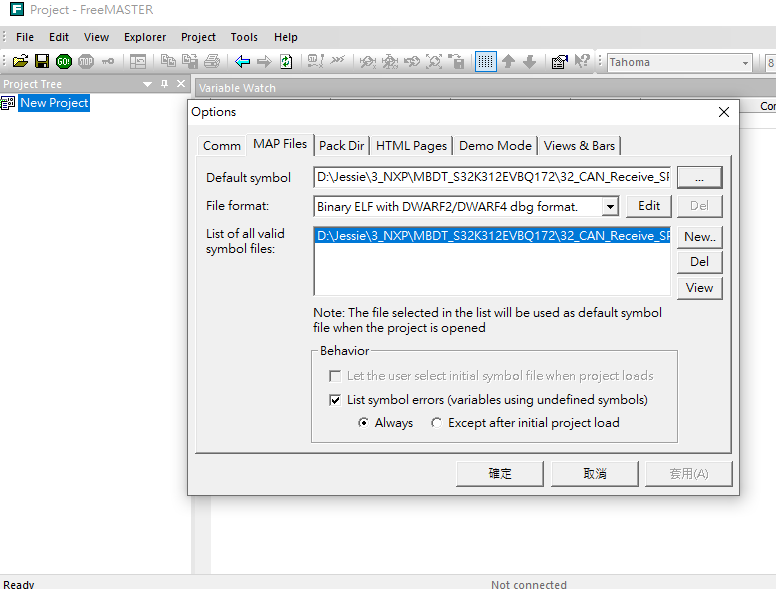 Project - FreeMASTER
File Edit View Explorer Project Tools Help
GO! STOP Tahoma 8
Project Tree
Variable Watch
New Project
Con
Options
Comm MAP Files Pack Dir HTML Pages Demo Mode Views & Bars
Default symbol D:\Jessie\3_NXP\MBDT_S32K312EVBQ172\32_CAN_Receive_SF ...
File format: Binary ELF with DWARF2/DWARF4 dbg format. Edit Del
List of all valid symbol files: D:\Jessie\3_NXP\MBDT_S32K312EVBQ172\32_CAN_Receive_SF New..
Del
View
Note: The file selected in the list will be used as default symbol
file when the project is opened
Behavior
Let the user select initial symbol file when project loads
List symbol errors (variables using undefined symbols)
Always Except after initial project load
確定 取消 套用(A)
Ready Not connected